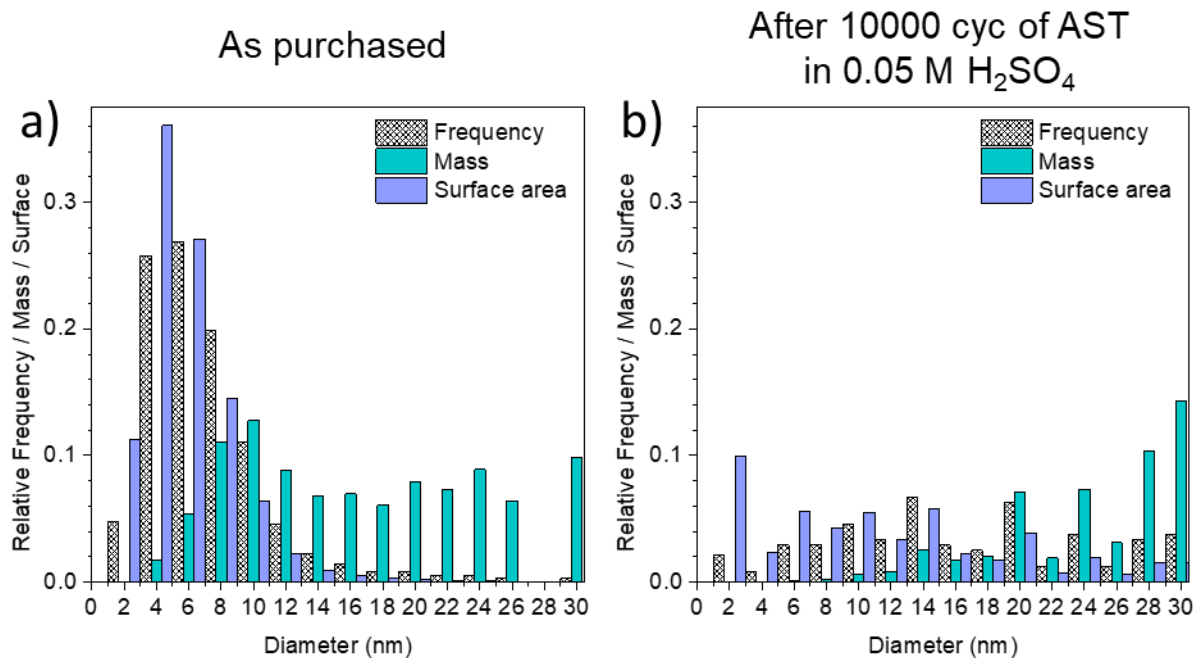 As purchased
After 10000 cyc of AST
in 0.05 M H₂SO₄
a)
Frequency
Mass
Surface area
Relative Frequency / Mass / Surface
0.3
0.2
0.1
0.0
0 2 4 6 8 10 12 14 16 18 20 22 24 26 28 30
Diameter (nm)
b)
Frequency
Mass
Surface area
Relative Frequency / Mass / Surface
0.3
0.2
0.1
0.0
0 2 4 6 8 10 12 14 16 18 20 22 24 26 28 30
Diameter (nm)